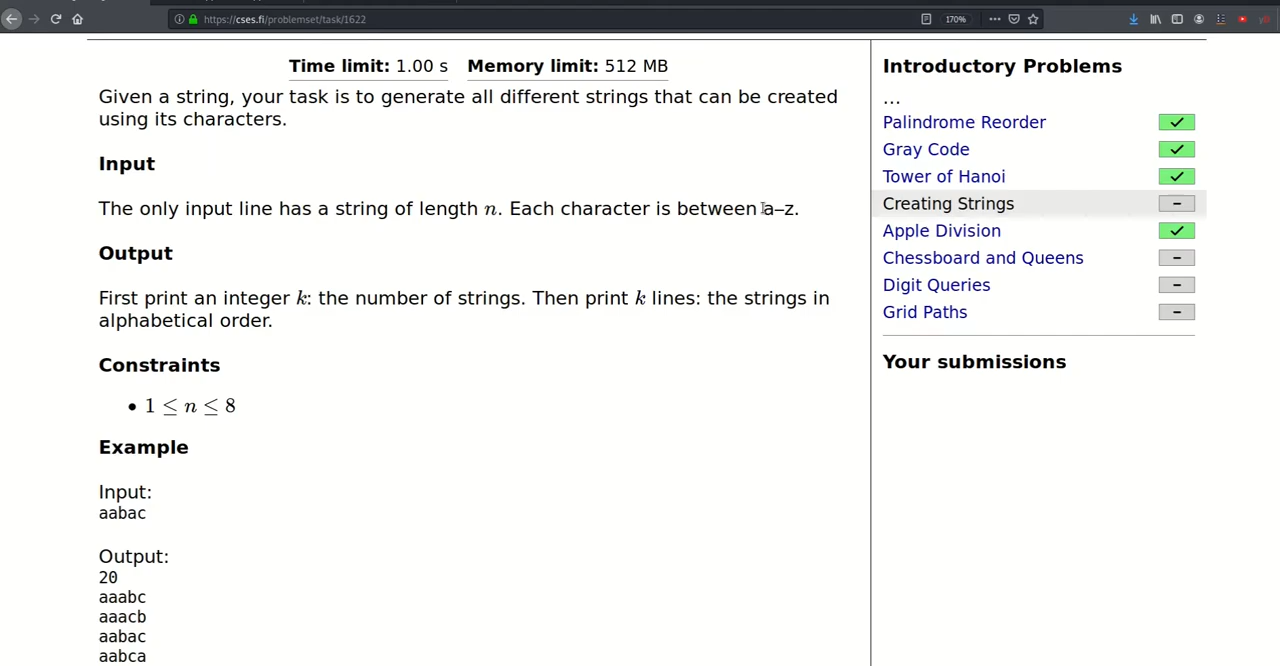 https://cses.fi/problemset/task/1622
170%
Time limit: 1.00 s Memory limit: 512 MB
Given a string, your task is to generate all different strings that can be created
using its characters.
Input
The only input line has a string of length n. Each character is between a–z.
Output
First print an integer k: the number of strings. Then print k lines: the strings in
alphabetical order.
Constraints
• 1 ≤ n ≤ 8
Example
Input:
aabac
Output:
20
aaabc
aaacb
aabac
aabca
Introductory Problems
...
Palindrome Reorder
Gray Code
Tower of Hanoi
Creating Strings
Apple Division
Chessboard and Queens
Digit Queries
Grid Paths
Your submissions